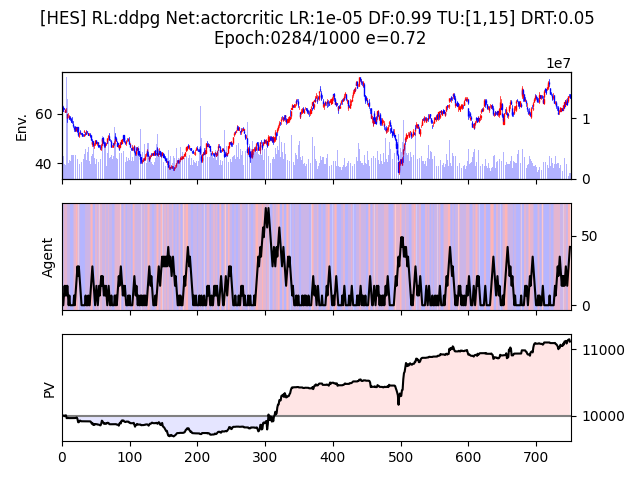 [HES] RL:ddpg Net:actorcritic LR:1e-05 DF:0.99 TU:[1,15] DRT:0.05
Epoch:0284/1000 e=0.72
1e7
Env.
60
40
1
0
Agent
50
0
PV
11000
10000
0 100 200 300 400 500 600 700